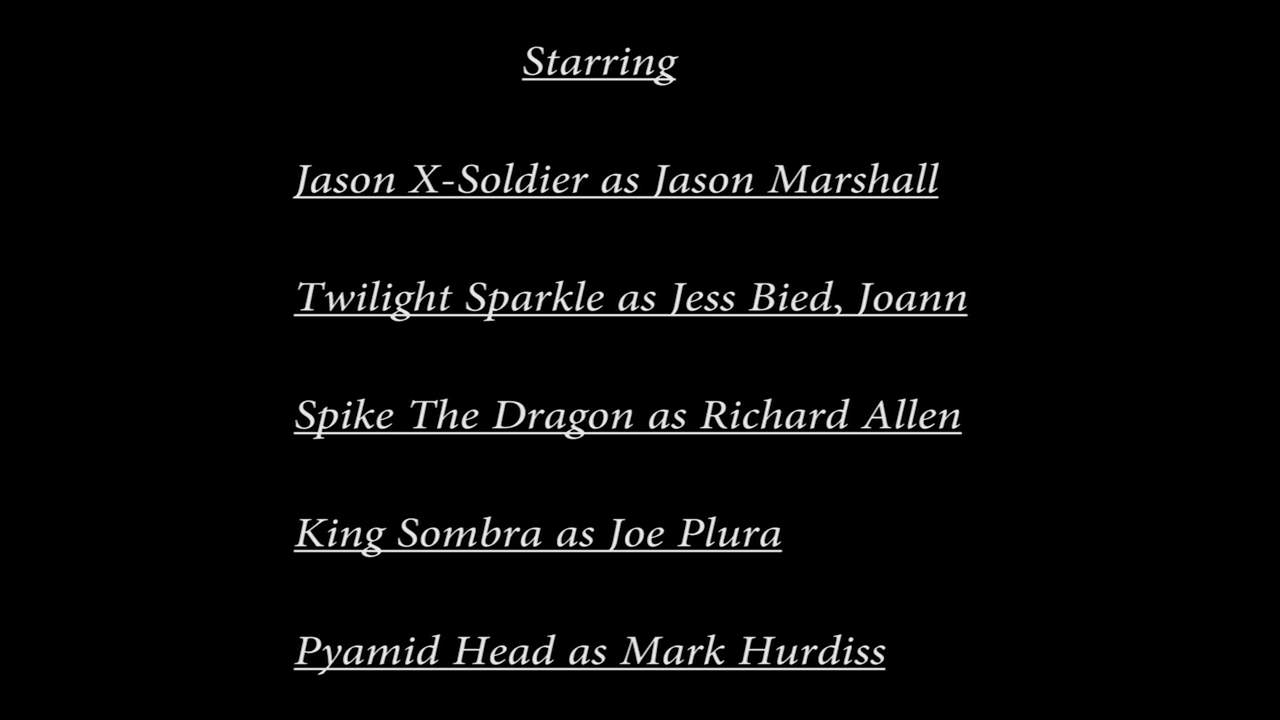 Starring
Jason X-Soldier as Jason Marshall
Twilight Sparkle as Jess Bied, Joann
Spike The Dragon as Richard Allen
King Sombra as Joe Plura
Pyamid Head as Mark Hurdiss